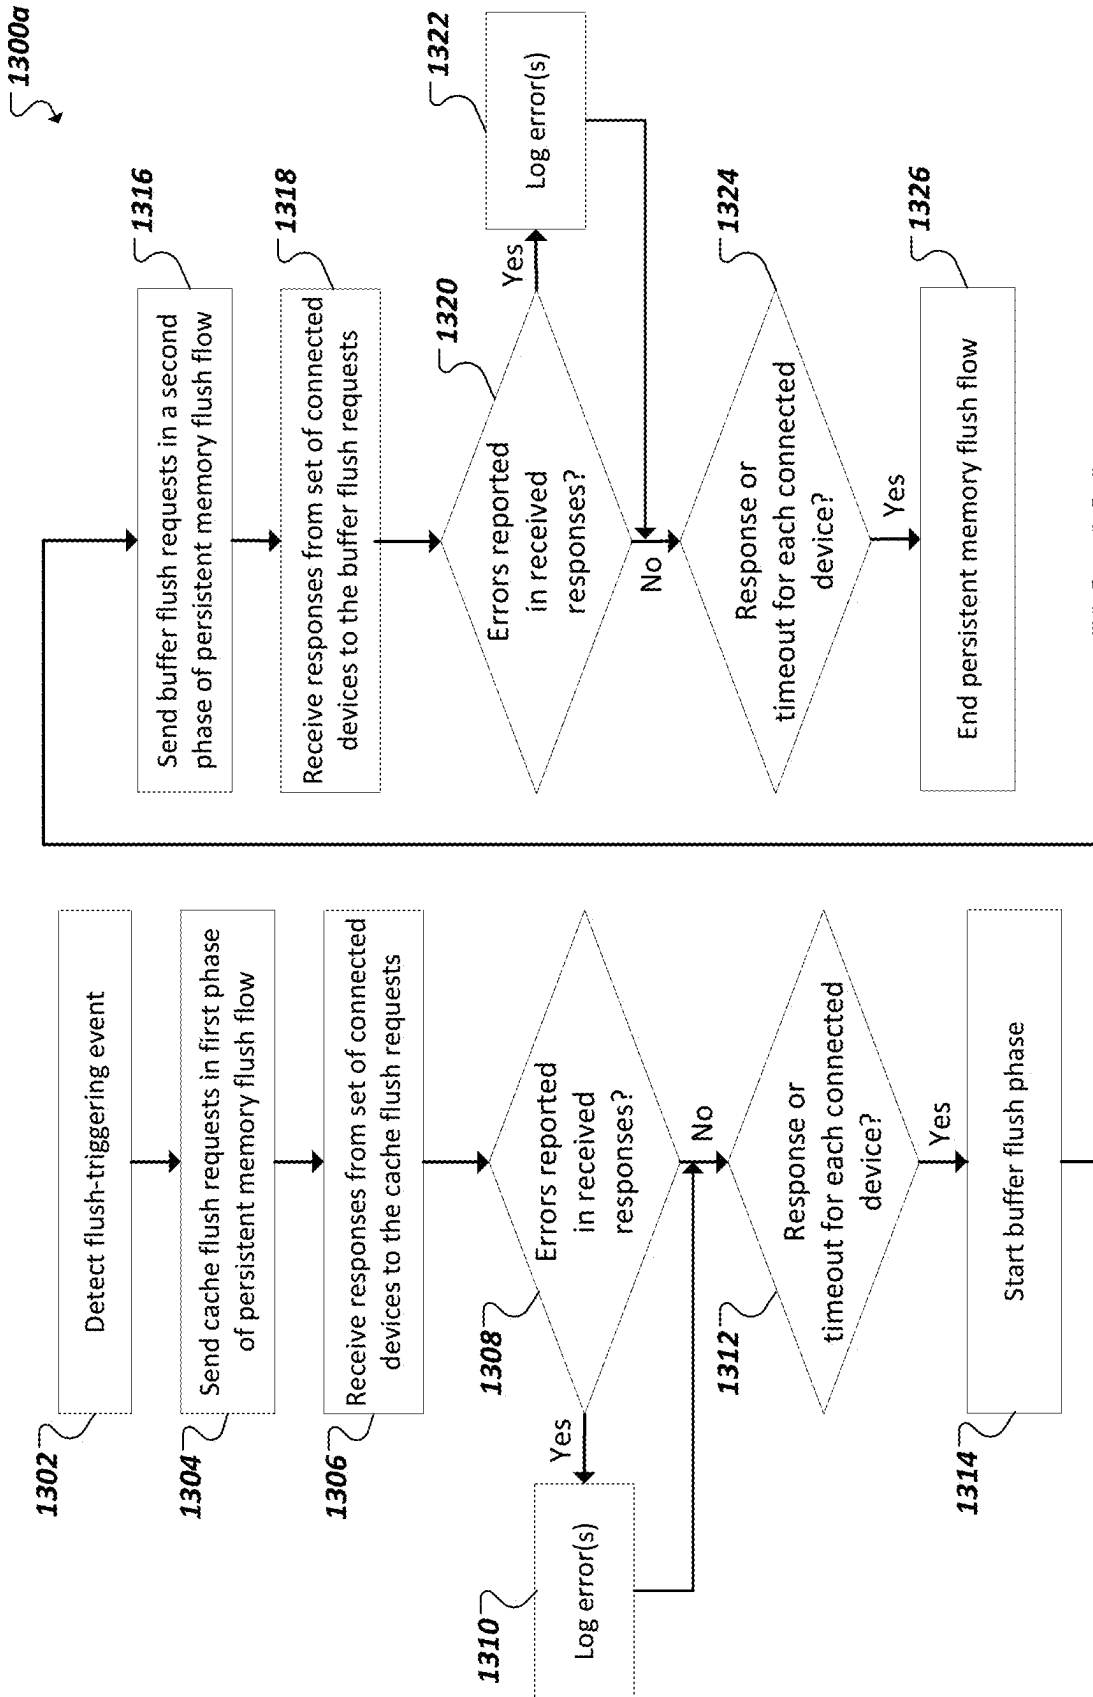 1300a
1302
Detect flush-triggering event
1304
Send cache flush requests in first phase
of persistent memory flush flow
1306
Receive responses from set of connected
devices to the cache flush requests
1308
Errors reported
in received
responses?
Yes
1310
Log error(s)
No
1312
Response or
timeout for each connected
device?
Yes
1314
Start buffer flush phase
1316
Send buffer flush requests in a second
phase of persistent memory flush flow
1318
Receive responses from set of connected
devices to the buffer flush requests
1320
Errors reported
in received
responses?
Yes
1322
Log error(s)
No
1324
Response or
timeout for each connected
device?
Yes
1326
End persistent memory flush flow